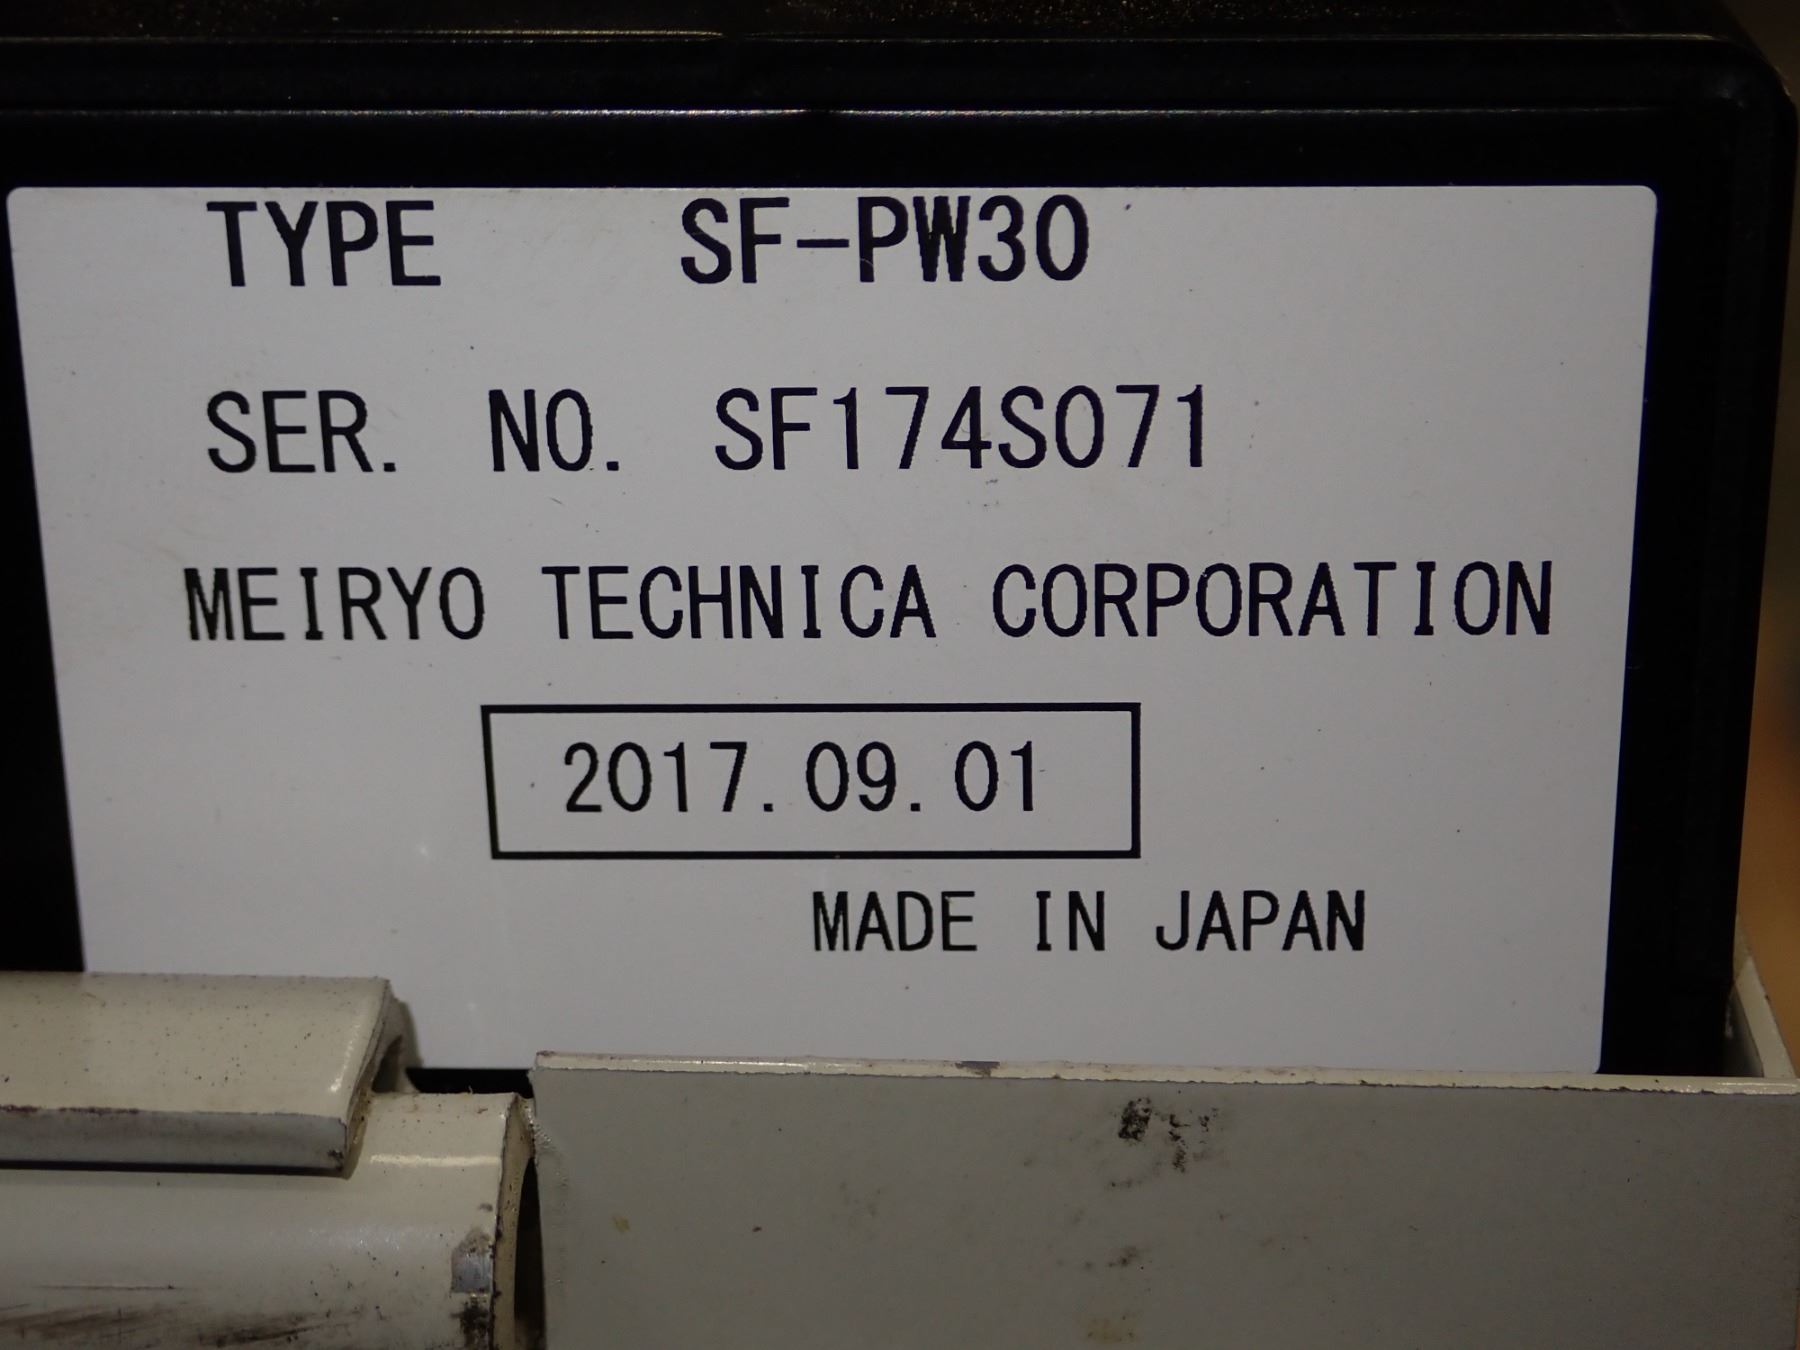 TYPE SF-PW30
SER. NO. SF174S071
MEIRYO TECHNICA CORPORATION
2017.09.01
MADE IN JAPAN